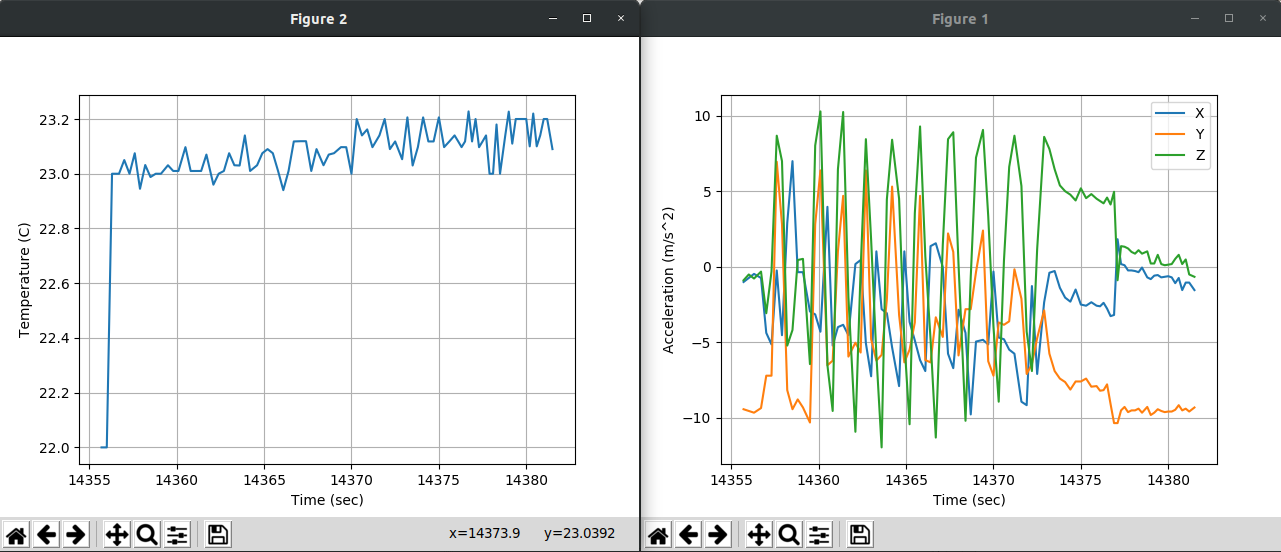 Figure 2
23.2
23.0
22.8
22.6
22.4
22.2
22.0
Temperature (C)
14355 14360 14365 14370 14375 14380
Time (sec)
x=14373.9 y=23.0392
Figure 1
10
5
0
−5
−10
Acceleration (m/s^2)
X
Y
Z
14355 14360 14365 14370 14375 14380
Time (sec)